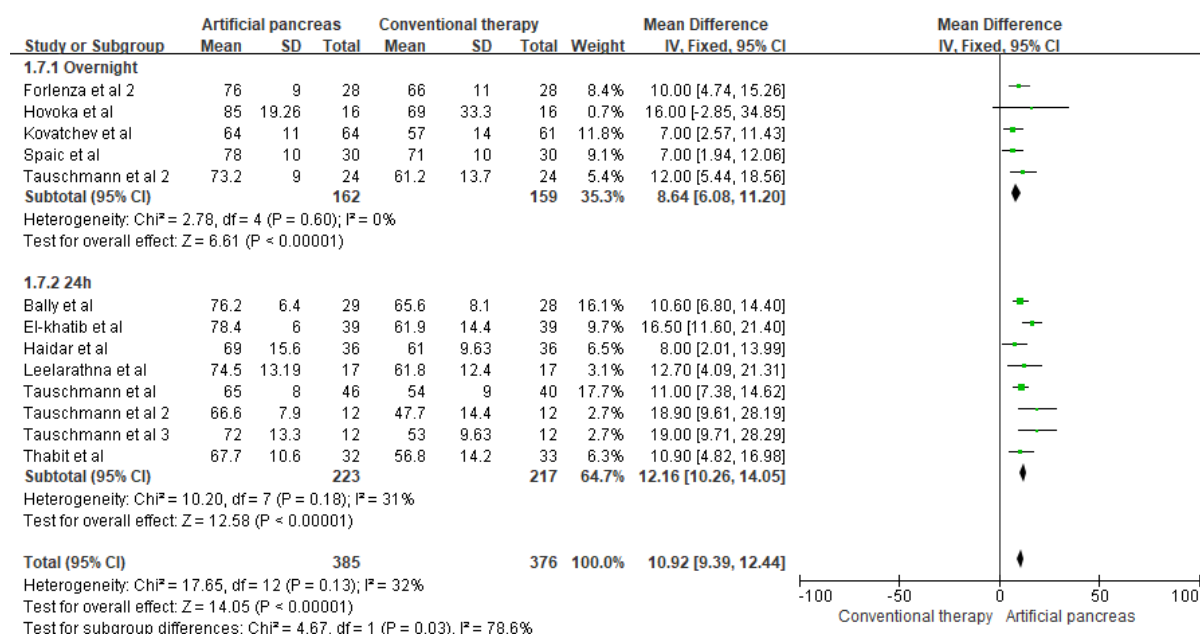 Artificial pancreas Conventional therapy Mean Difference Mean Difference
Study or Subgroup Mean SD Total Mean SD Total Weight IV, Fixed, 95% CI IV, Fixed, 95% CI
1.7.1 Overnight
Forlenza et al 2 76 9 28 66 11 28 8.4% 10.00 [4.74, 15.26]
Hovoka et al 85 19.26 16 69 33.3 16 0.7% 16.00 [-2.85, 34.85]
Kovatchev et al 64 11 64 57 14 61 11.8% 7.00 [2.57, 11.43]
Spaic et al 78 10 30 71 10 30 9.1% 7.00 [1.94, 12.06]
Tauschmann et al 2 73.2 9 24 61.2 13.7 24 5.4% 12.00 [5.44, 18.56]
Subtotal (95% CI) 162 159 35.3% 8.64 [6.08, 11.20]
Heterogeneity: Chi² = 2.78, df = 4 (P = 0.60); I² = 0%
Test for overall effect: Z = 6.61 (P < 0.00001)
1.7.2 24h
Bally et al 76.2 6.4 29 65.6 8.1 28 16.1% 10.60 [6.80, 14.40]
El-khatib et al 78.4 6 39 61.9 14.4 39 9.7% 16.50 [11.60, 21.40]
Haidar et al 69 15.6 36 61 9.63 36 6.5% 8.00 [2.01, 13.99]
Leelarathna et al 74.5 13.19 17 61.8 12.4 17 3.1% 12.70 [4.09, 21.31]
Tauschmann et al 65 8 46 54 9 40 17.7% 11.00 [7.38, 14.62]
Tauschmann et al 2 66.6 7.9 12 47.7 14.4 12 2.7% 18.90 [9.61, 28.19]
Tauschmann et al 3 72 13.3 12 53 9.63 12 2.7% 19.00 [9.71, 28.29]
Thabit et al 67.7 10.6 32 56.8 14.2 33 6.3% 10.90 [4.82, 16.98]
Subtotal (95% CI) 223 217 64.7% 12.16 [10.26, 14.05]
Heterogeneity: Chi² = 10.20, df = 7 (P = 0.18); I² = 31%
Test for overall effect: Z = 12.58 (P < 0.00001)
Total (95% CI) 385 376 100.0% 10.92 [9.39, 12.44]
Heterogeneity: Chi² = 17.65, df = 12 (P = 0.13); I² = 32%
Test for overall effect: Z = 14.05 (P < 0.00001)
Test for subgroup differences: Chi² = 4.67, df = 1 (P = 0.03), I² = 78.6%
-100 -50 0 50 100
Conventional therapy Artificial pancreas